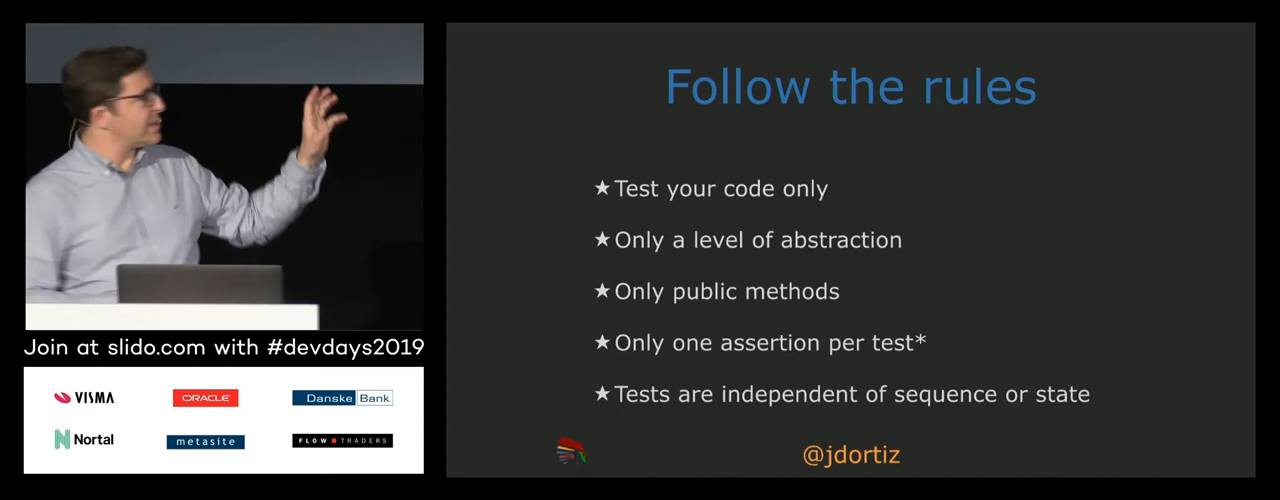 Follow the rules
★Test your code only
★Only a level of abstraction
★Only public methods
★Only one assertion per test*
★Tests are independent of sequence or state
@jdortiz
Join at slido.com with #devdays2019
VISMA
ORACLE
Danske Bank
Nortal
metasite
FLOW TRADERS